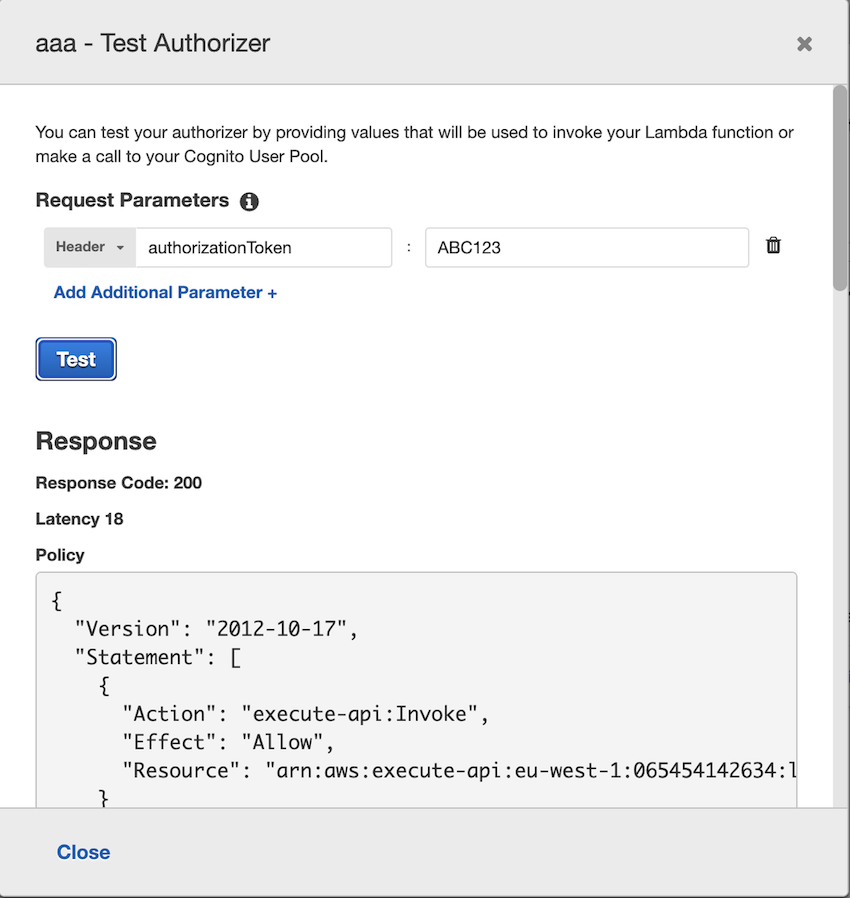 aaa - Test Authorizer
You can test your authorizer by providing values that will be used to invoke your Lambda function or
make a call to your Cognito User Pool.
Request Parameters
Header authorizationToken : ABC123
Add Additional Parameter +
Test
Response
Response Code: 200
Latency 18
Policy
{
  "Version": "2012-10-17",
  "Statement": [
    {
      "Action": "execute-api:Invoke",
      "Effect": "Allow",
      "Resource": "arn:aws:execute-api:eu-west-1:065454142634:l
    }
Close